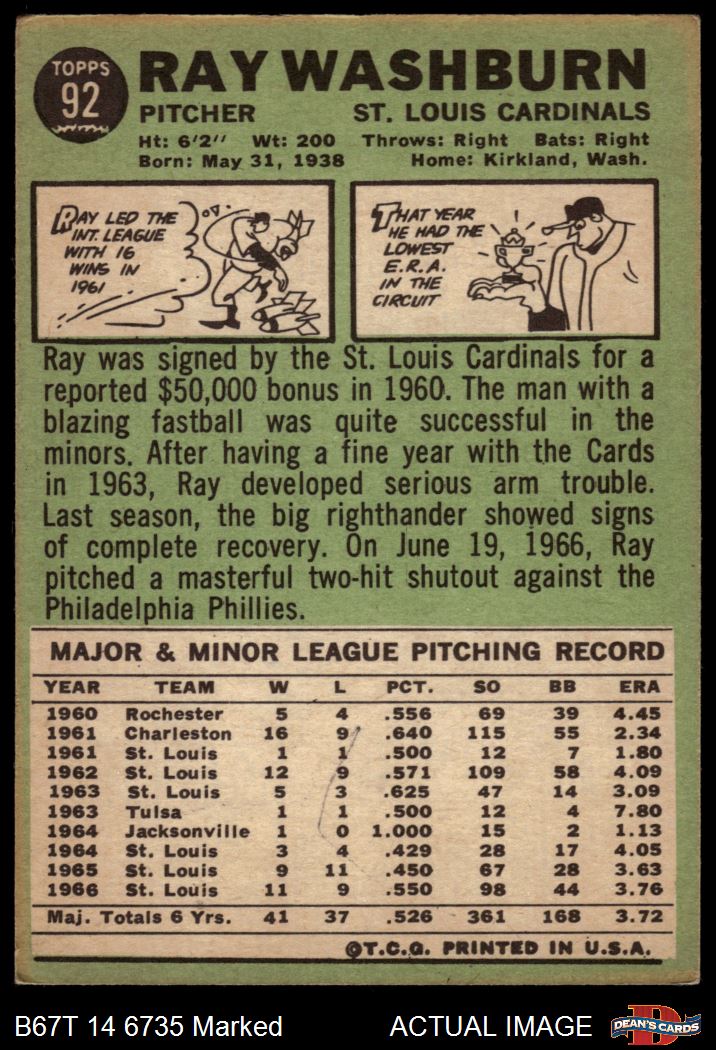 TOPPS
92
RAY WASHBURN
PITCHER ST. LOUIS CARDINALS
Ht: 6'2" Wt: 200 Throws: Right Bats: Right
Born: May 31, 1938 Home: Kirkland, Wash.
RAY LED THE
INT. LEAGUE
WITH 16
WINS IN
1961
THAT YEAR
HE HAD THE
LOWEST
E.R.A.
IN THE
CIRCUIT
Ray was signed by the St. Louis Cardinals for a
reported $50,000 bonus in 1960. The man with a
blazing fastball was quite successful in the
minors. After having a fine year with the Cards
in 1963, Ray developed serious arm trouble.
Last season, the big righthander showed signs
of complete recovery. On June 19, 1966, Ray
pitched a masterful two-hit shutout against the
Philadelphia Phillies.
MAJOR & MINOR LEAGUE PITCHING RECORD
YEAR TEAM W L PCT. SO BB ERA
1960 Rochester 5 4 .556 69 39 4.45
1961 Charleston 16 9 .640 115 55 2.34
1961 St. Louis 1 1 .500 12 7 1.80
1962 St. Louis 12 9 .571 109 58 4.09
1963 St. Louis 5 3 .625 47 14 3.09
1963 Tulsa 1 1 .500 12 4 7.80
1964 Jacksonville 1 0 1.000 15 2 1.13
1964 St. Louis 3 4 .429 28 17 4.05
1965 St. Louis 9 11 .450 67 28 3.63
1966 St. Louis 11 9 .550 98 44 3.76
Maj. Totals 6 Yrs. 41 37 .526 361 168 3.72
©T.C.G. PRINTED IN U.S.A.
B67T 14 6735 Marked ACTUAL IMAGE
D
DEAN'S CARDS